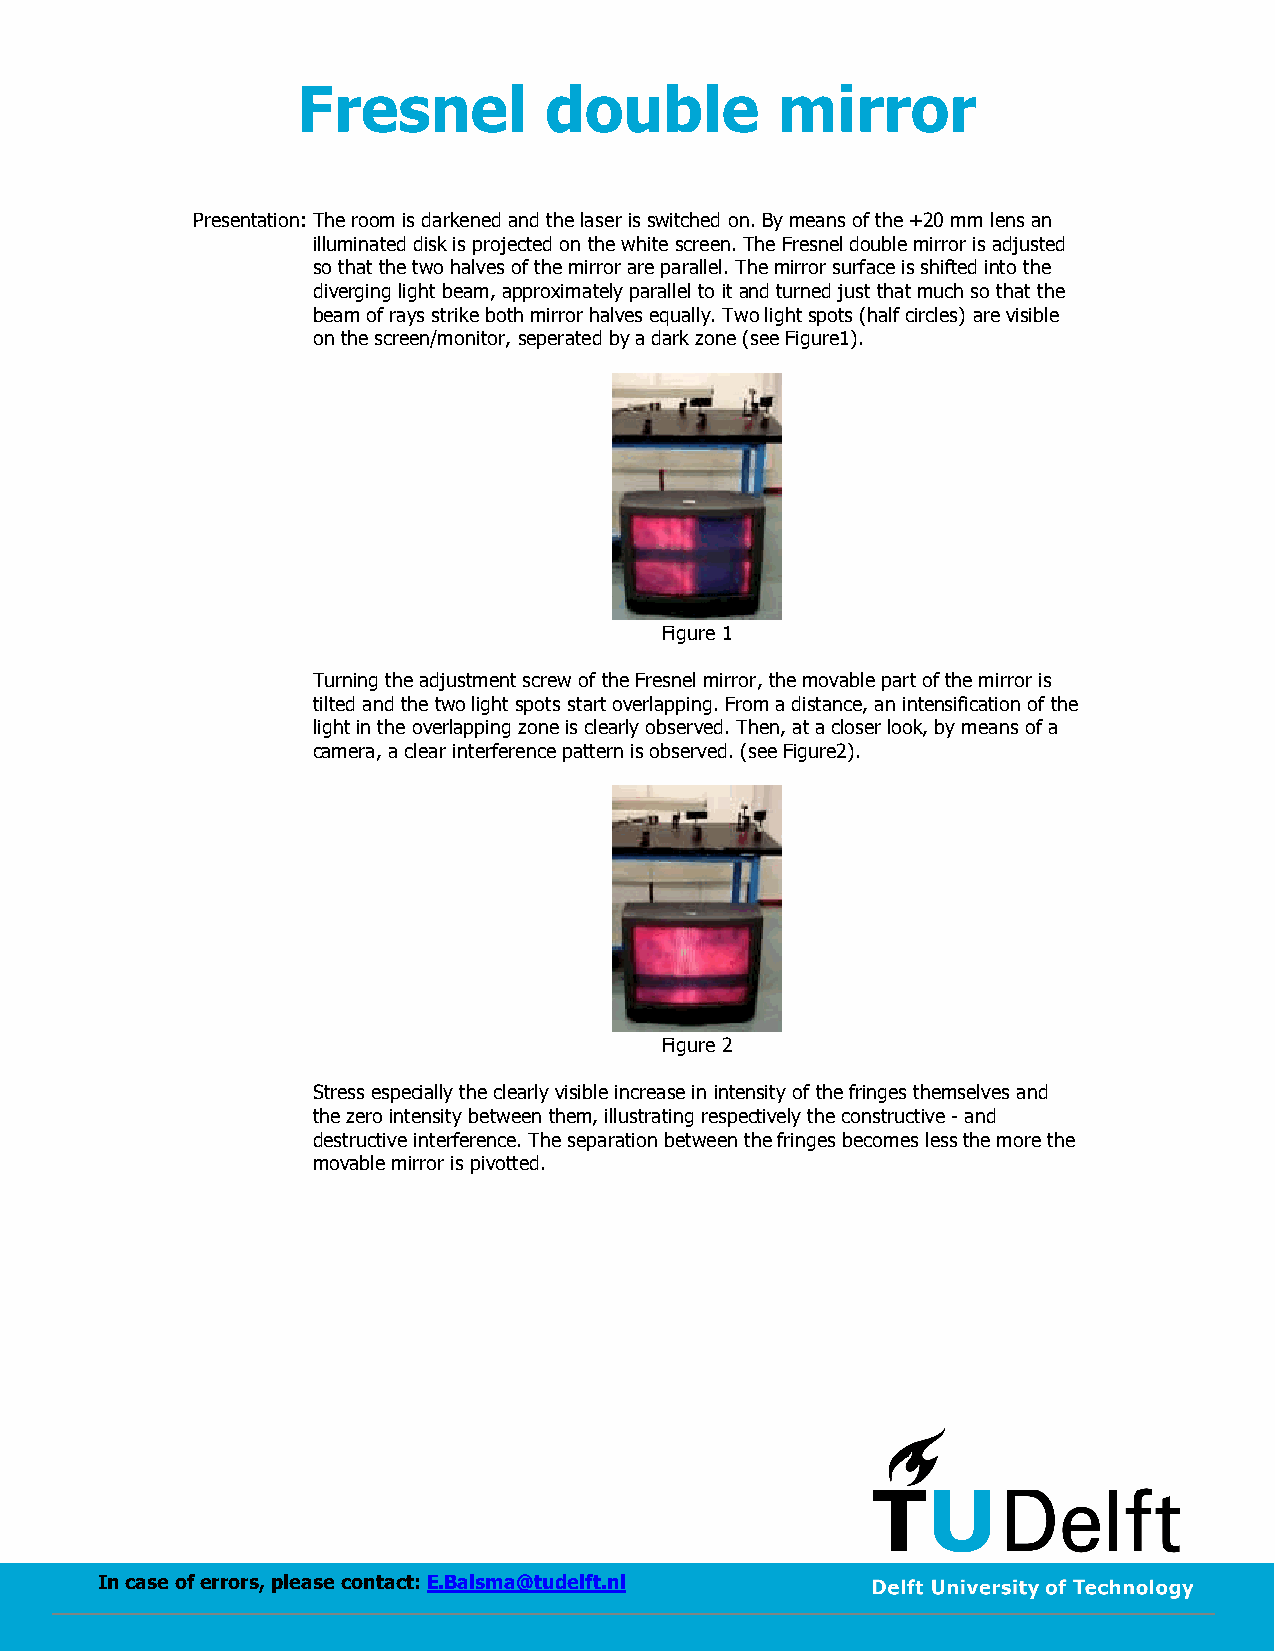 Fresnel double mirror
Presentation: The room is darkened and the laser is switched on. By means of the +20 mm lens an
illuminated disk is projected on the white screen. The Fresnel double mirror is adjusted
so that the two halves of the mirror are parallel. The mirror surface is shifted into the
diverging light beam, approximately parallel to it and turned just that much so that the
beam of rays strike both mirror halves equally. Two light spots (half circles) are visible
on the screen/monitor, seperated by a dark zone (see Figure1).
Figure 1
Turning the adjustment screw of the Fresnel mirror, the movable part of the mirror is
tilted and the two light spots start overlapping. From a distance, an intensification of the
light in the overlapping zone is clearly observed. Then, at a closer look, by means of a
camera, a clear interference pattern is observed. (see Figure2).
Figure 2
Stress especially the clearly visible increase in intensity of the fringes themselves and
the zero intensity between them, illustrating respectively the constructive - and
destructive interference. The separation between the fringes becomes less the more the
movable mirror is pivotted.
TUDelft
In case of errors, please contact: E.Balsma@tudelft.nl
Delft University of Technology